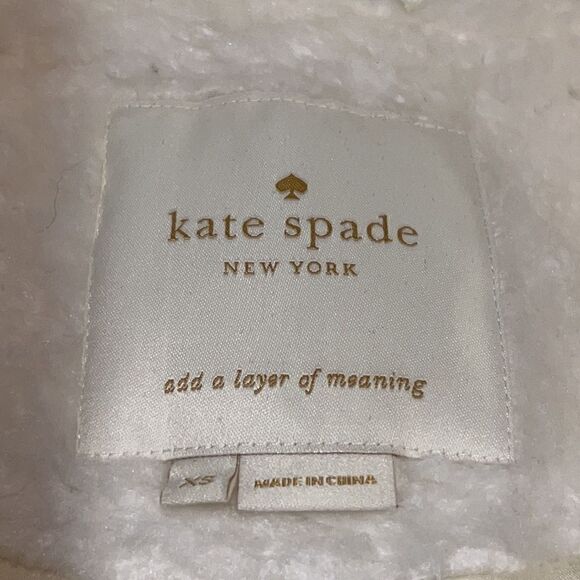 kate spade
NEW YORK
add a layer of meaning
XS
MADE IN CHINA